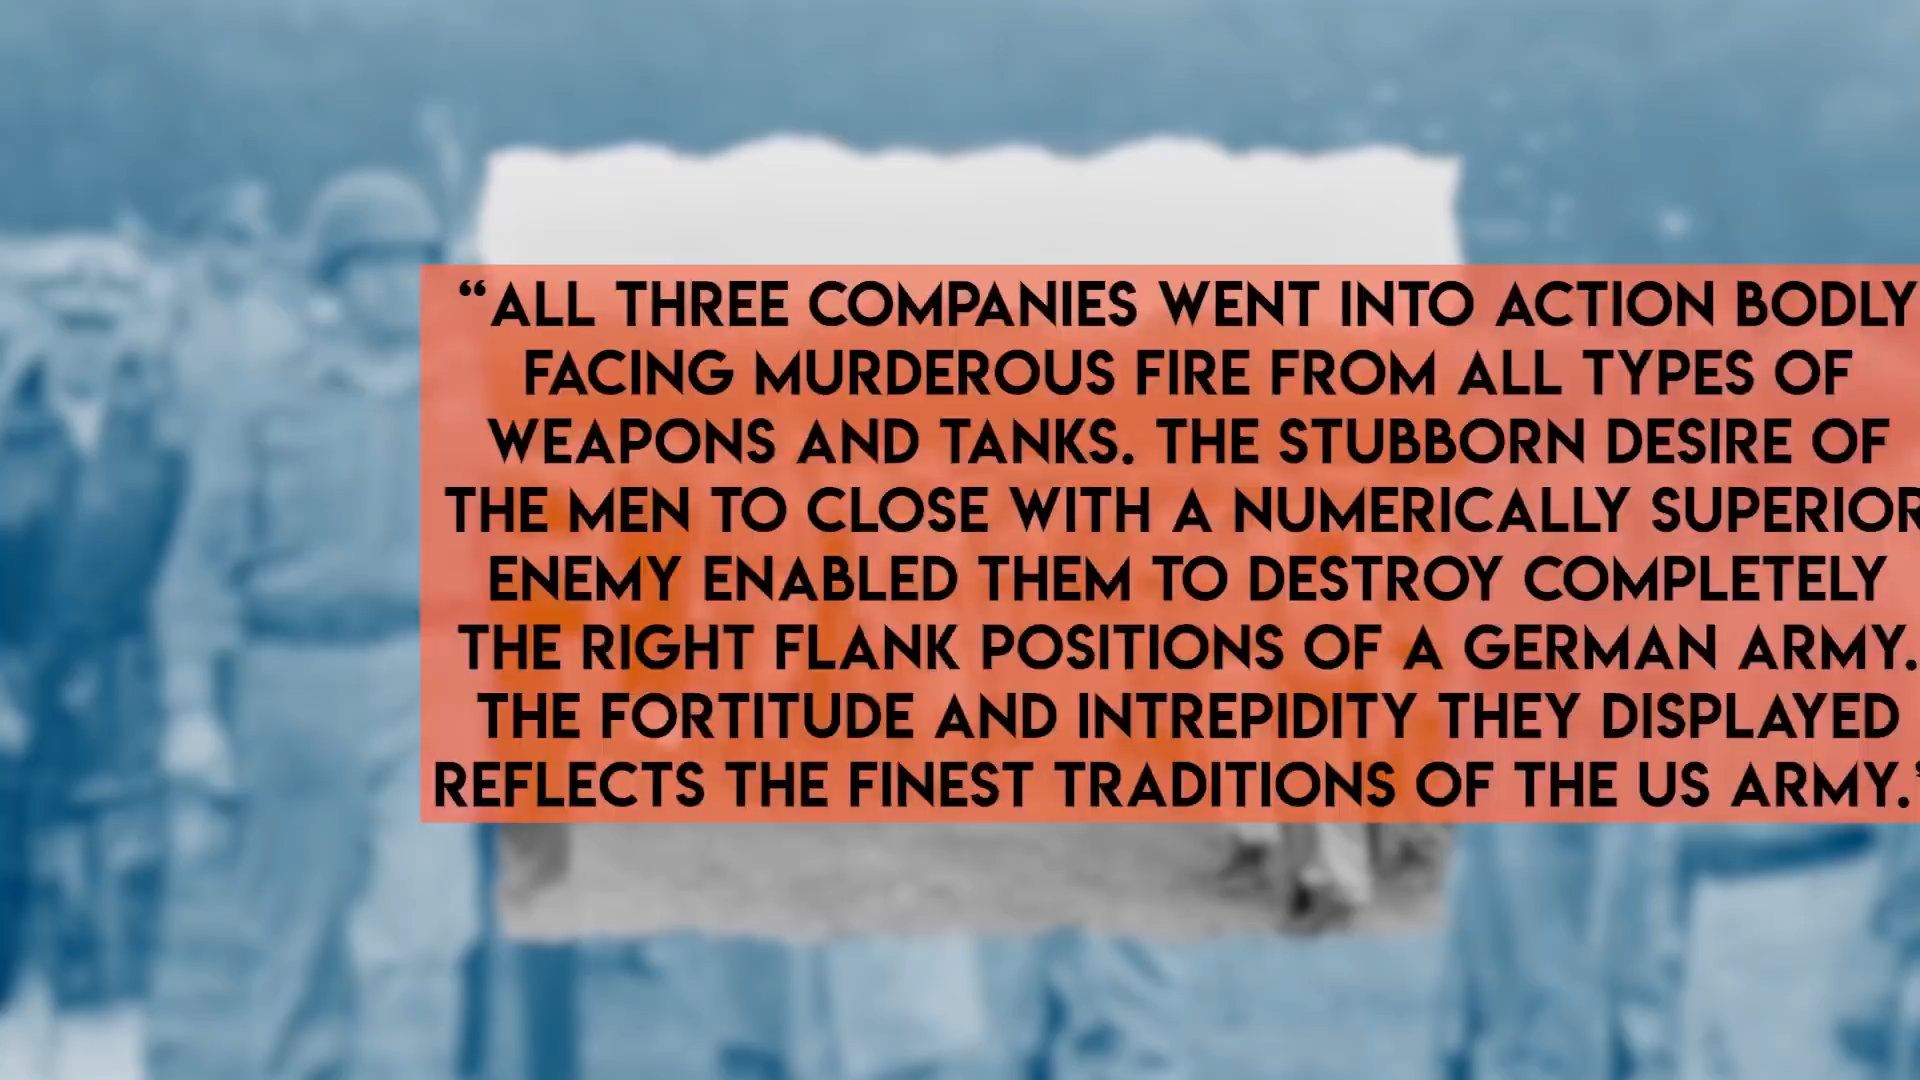 “ALL THREE COMPANIES WENT INTO ACTION BODLY
FACING MURDEROUS FIRE FROM ALL TYPES OF
WEAPONS AND TANKS. THE STUBBORN DESIRE OF
THE MEN TO CLOSE WITH A NUMERICALLY SUPERIOR
ENEMY ENABLED THEM TO DESTROY COMPLETELY
THE RIGHT FLANK POSITIONS OF A GERMAN ARMY.
THE FORTITUDE AND INTREPIDITY THEY DISPLAYED
REFLECTS THE FINEST TRADITIONS OF THE US ARMY.”